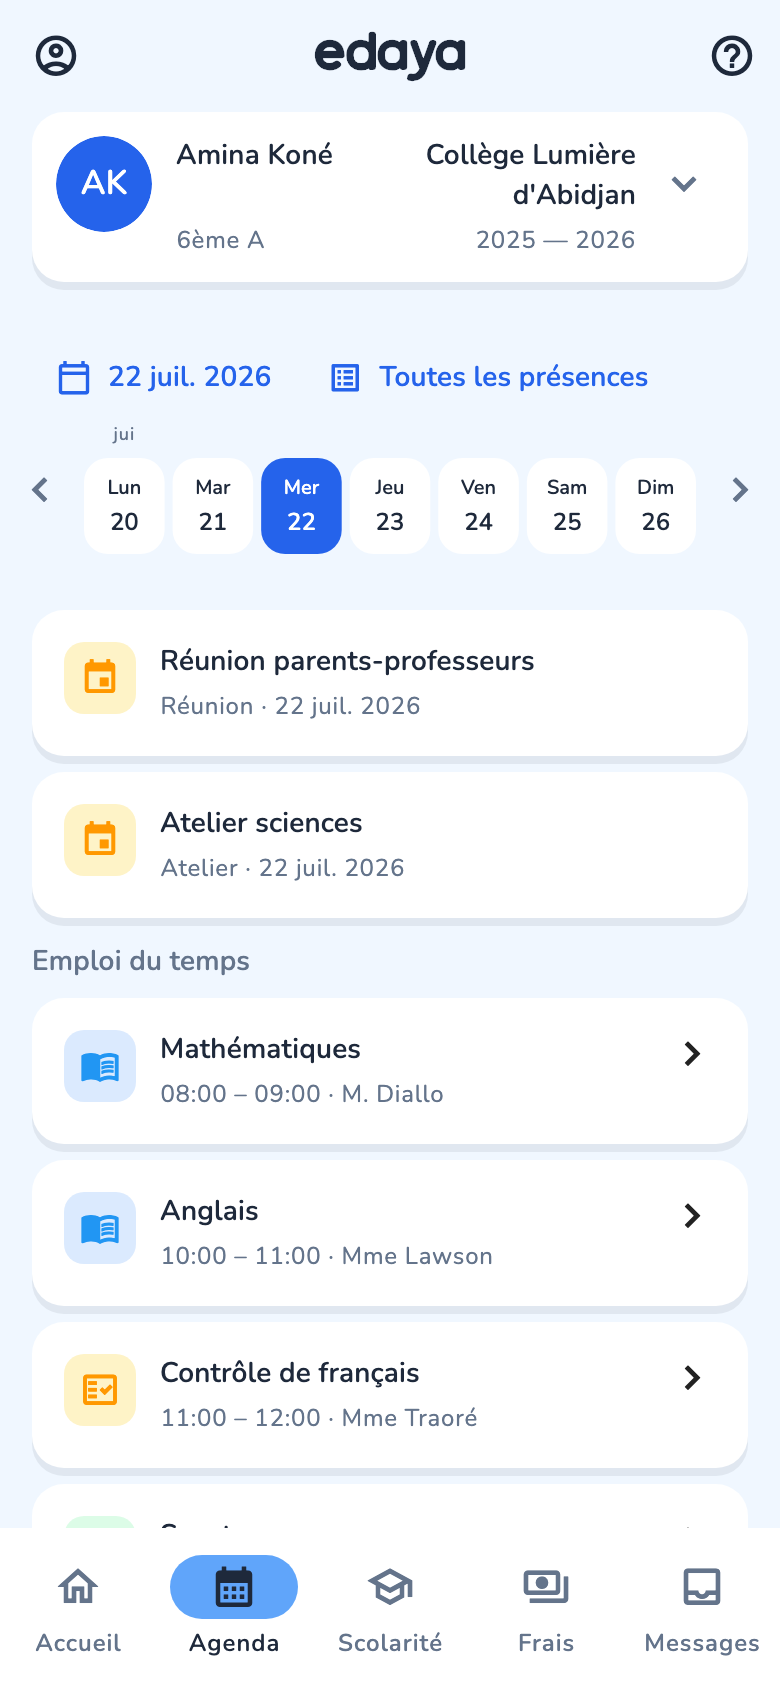 edaya
AK
Amina Koné
Collège Lumière
d'Abidjan
6ème A
2025 — 2026
22 juil. 2026
Toutes les présences
jui
Lun Mar Mer Jeu Ven Sam Dim
20 21 22 23 24 25 26
Réunion parents-professeurs
Réunion · 22 juil. 2026
Atelier sciences
Atelier · 22 juil. 2026
Emploi du temps
Mathématiques
08:00 – 09:00 · M. Diallo
Anglais
10:00 – 11:00 · Mme Lawson
Contrôle de français
11:00 – 12:00 · Mme Traoré
Accueil Agenda Scolarité Frais Messages